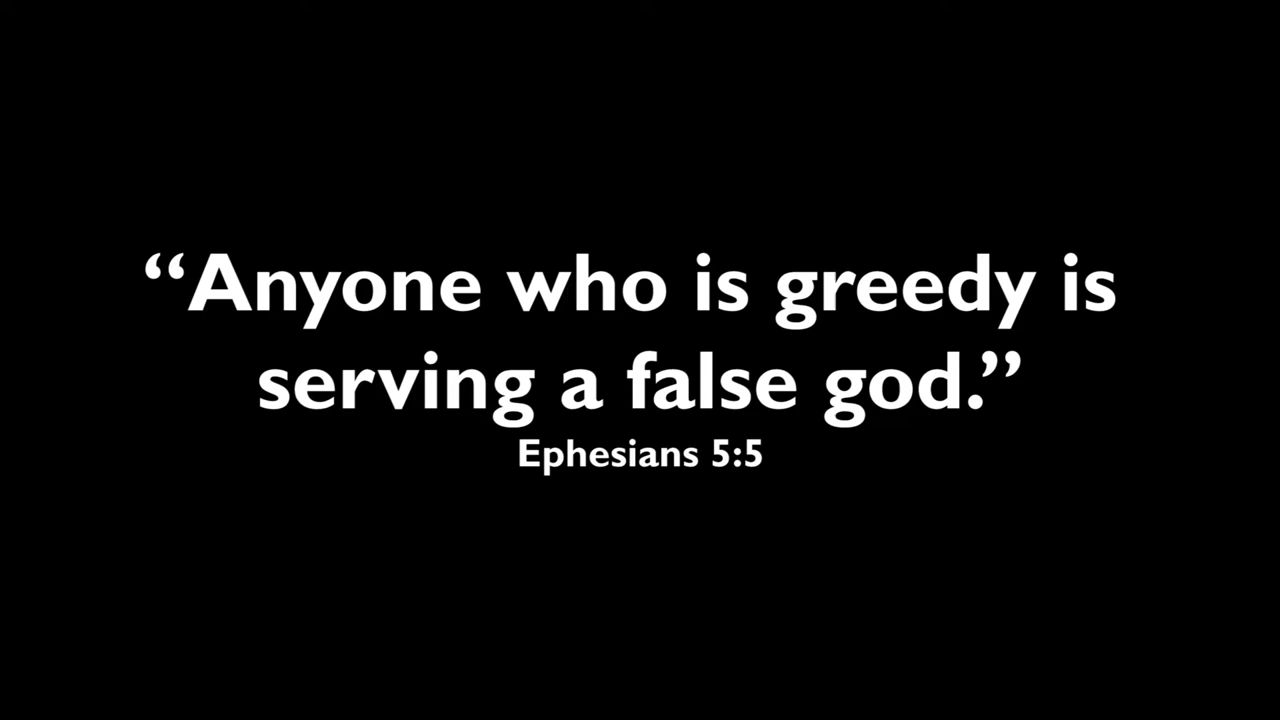 “Anyone who is greedy is
serving a false god.”
Ephesians 5:5